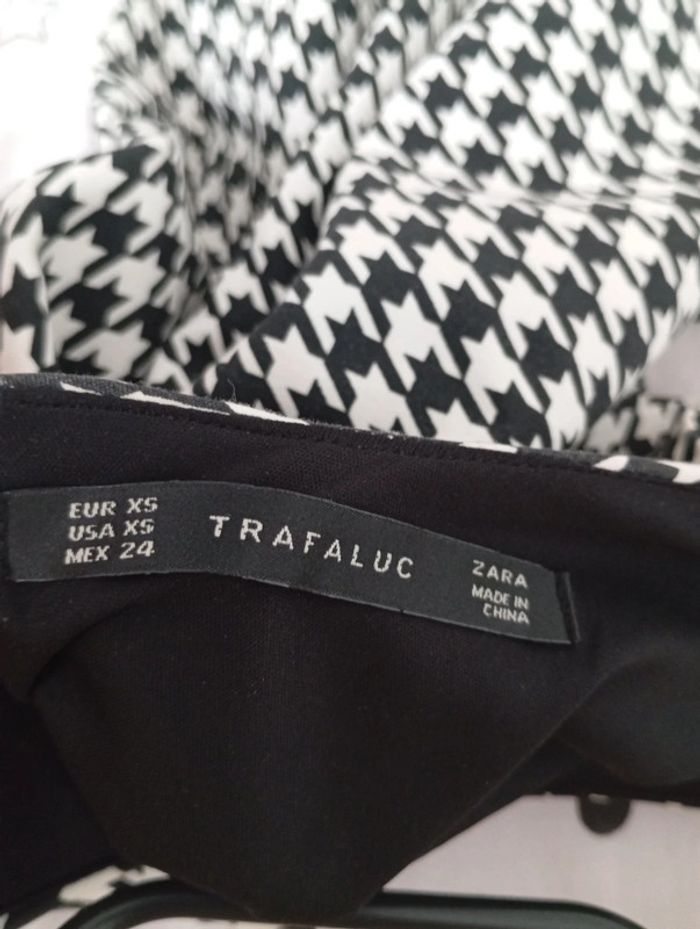 EUR XS
USA XS
MEX 24
TRAFALUC
ZARA
MADE IN
CHINA